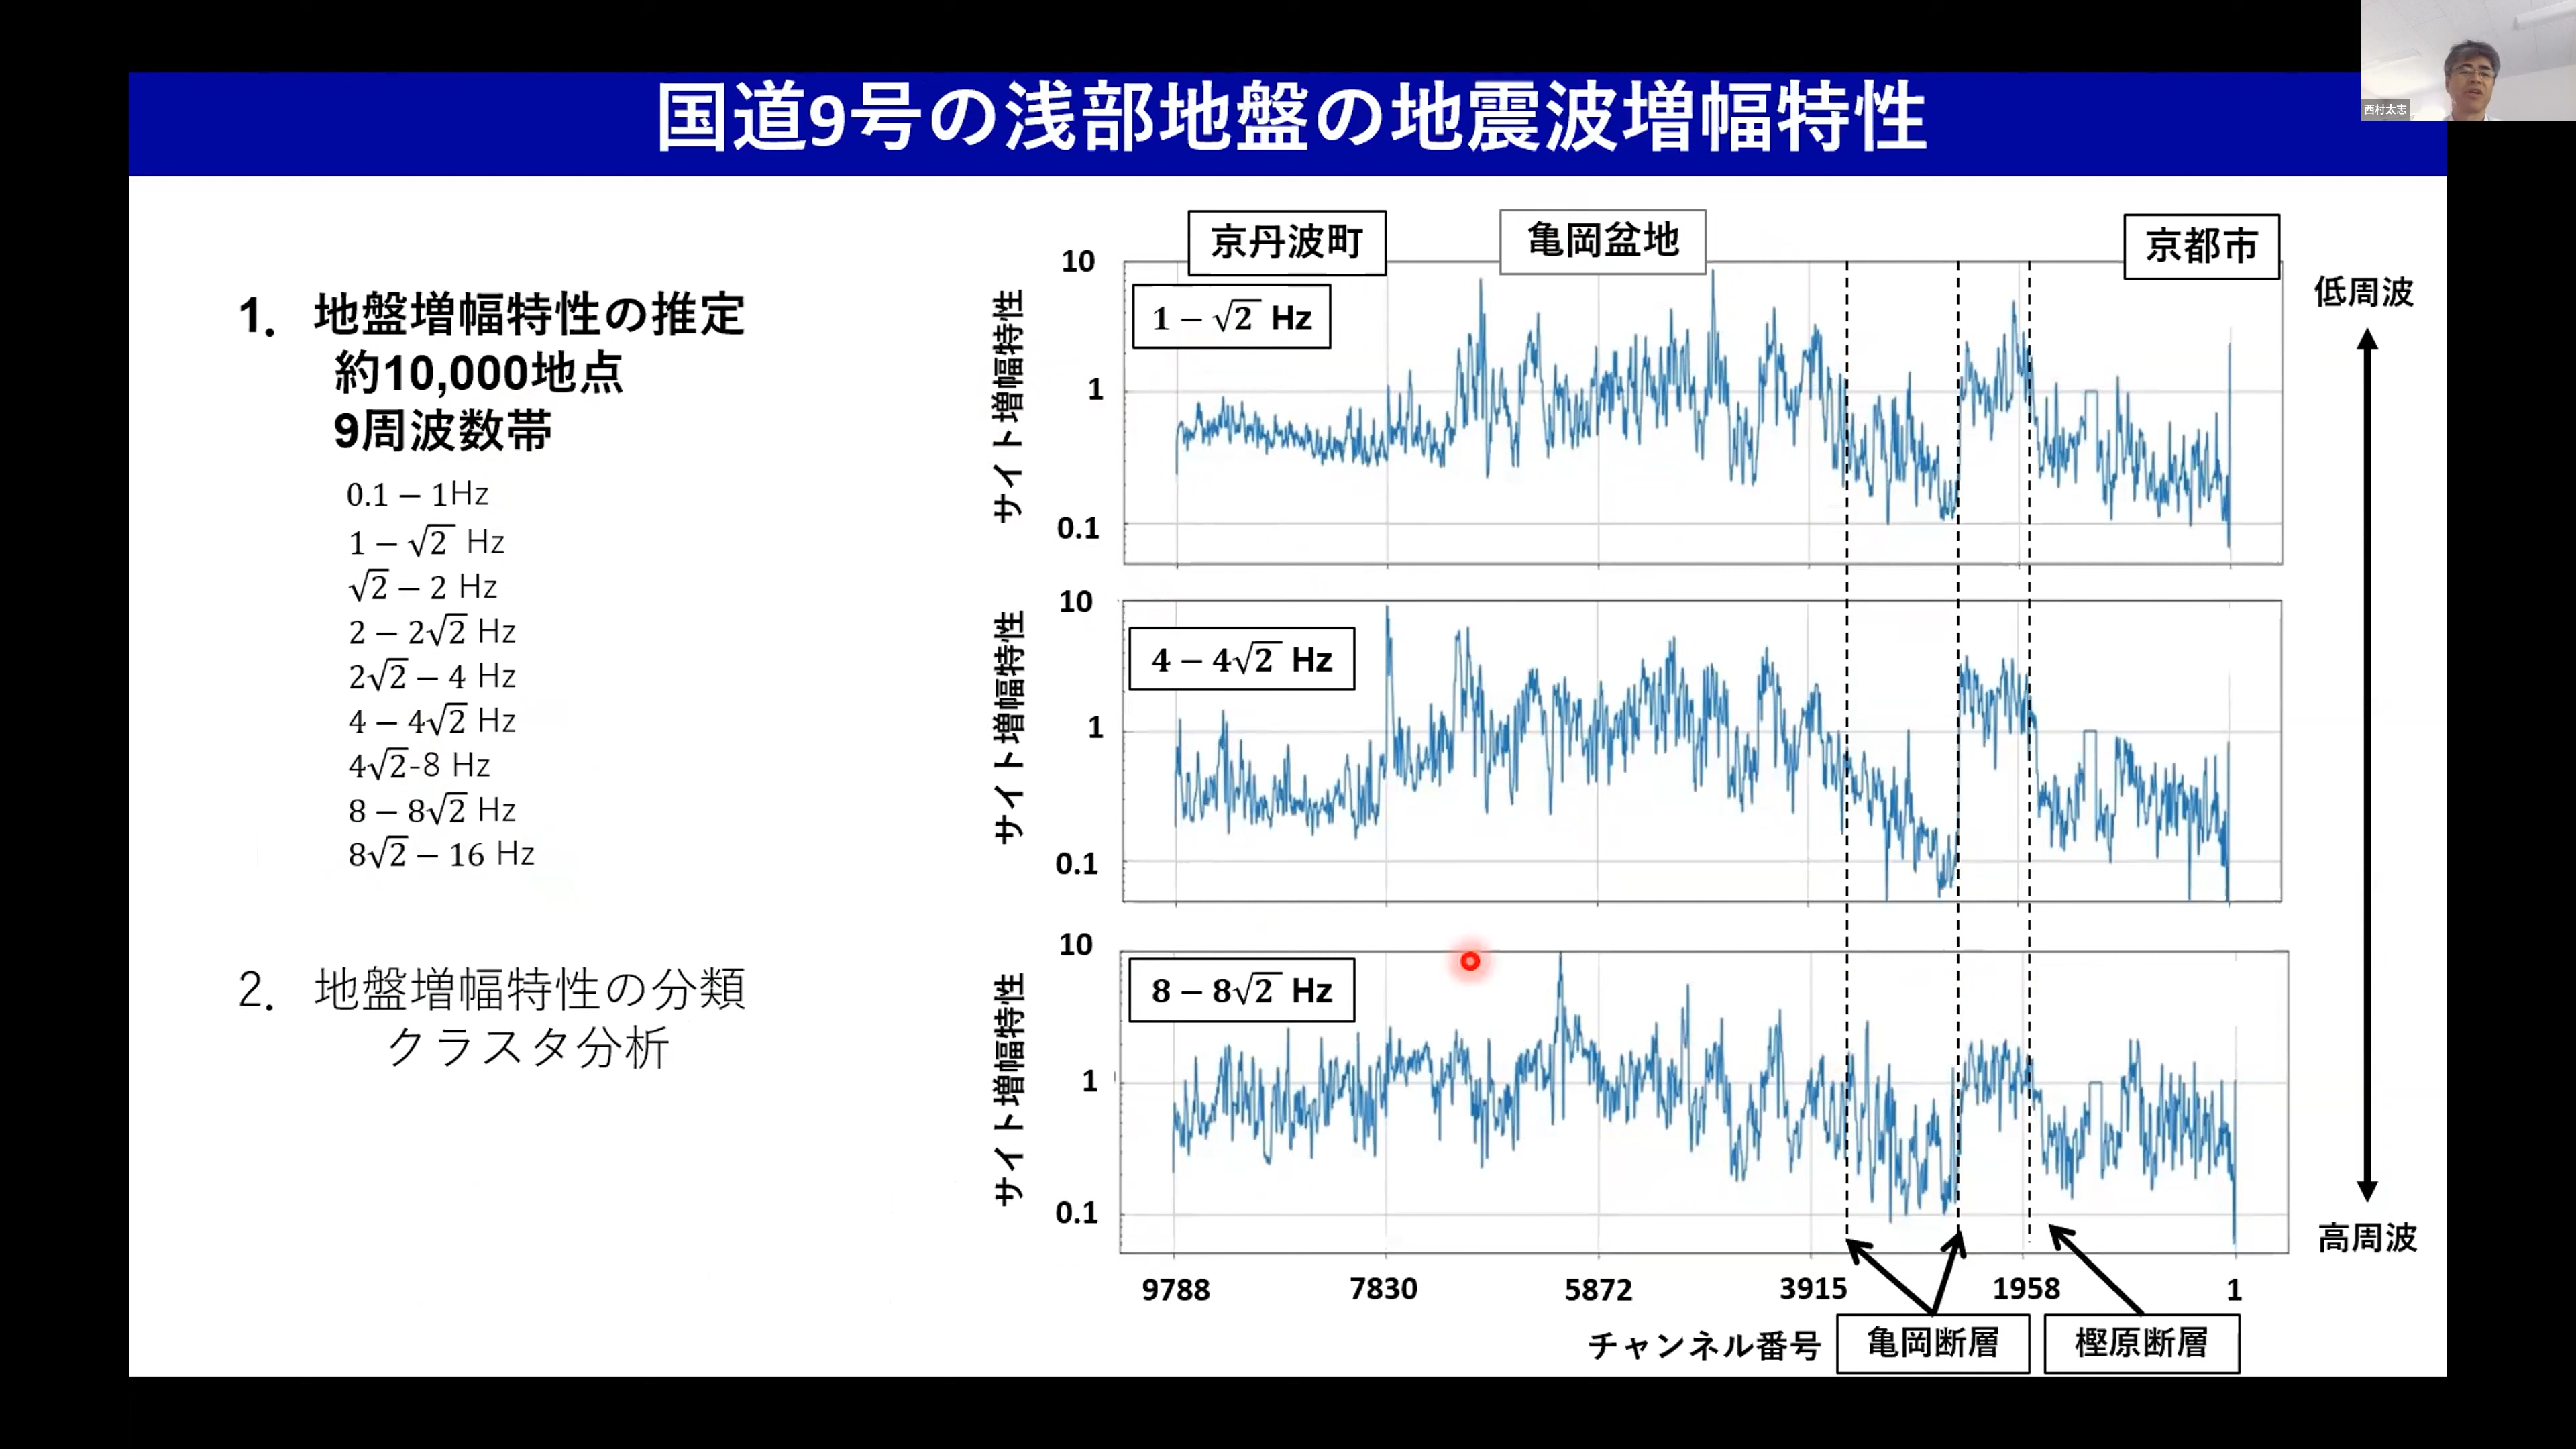 西村太志
国道9号の浅部地盤の地震波増幅特性
1. 地盤増幅特性の推定
約10,000地点
9周波数帯
0.1 − 1Hz
1 − √2 Hz
√2 − 2 Hz
2 − 2√2 Hz
2√2 − 4 Hz
4 − 4√2 Hz
4√2-8 Hz
8 − 8√2 Hz
8√2 − 16 Hz
2. 地盤増幅特性の分類
クラスタ分析
京丹波町
亀岡盆地
京都市
サイト増幅特性
10
1
0.1
1 − √2 Hz
サイト増幅特性
10
1
0.1
4 − 4√2 Hz
サイト増幅特性
10
1
0.1
8 − 8√2 Hz
低周波
高周波
9788 7830 5872 3915 1958 1
チャンネル番号
亀岡断層
樫原断層